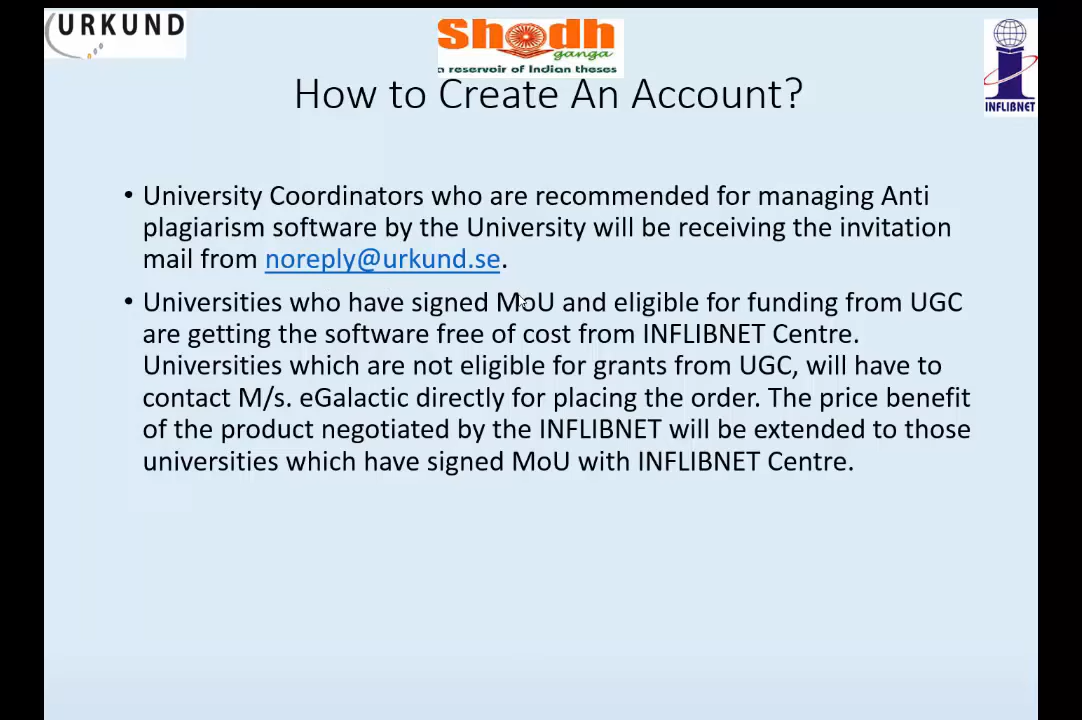 URKUND
Shodh
ganga
a reservoir of Indian theses
INFLIBNET
How to Create An Account?
• University Coordinators who are recommended for managing Anti
plagiarism software by the University will be receiving the invitation
mail from noreply@urkund.se.
• Universities who have signed MoU and eligible for funding from UGC
are getting the software free of cost from INFLIBNET Centre.
Universities which are not eligible for grants from UGC, will have to
contact M/s. eGalactic directly for placing the order. The price benefit
of the product negotiated by the INFLIBNET will be extended to those
universities which have signed MoU with INFLIBNET Centre.